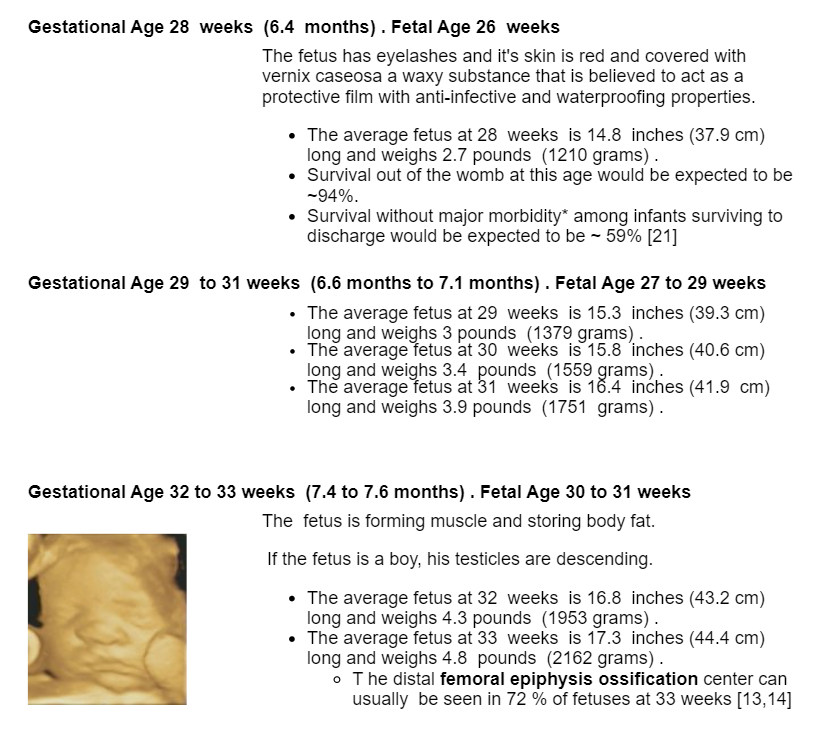 Gestational Age 28 weeks (6.4 months) . Fetal Age 26 weeks
The fetus has eyelashes and it's skin is red and covered with
vernix caseosa a waxy substance that is believed to act as a
protective film with anti-infective and waterproofing properties.
• The average fetus at 28 weeks is 14.8 inches (37.9 cm)
long and weighs 2.7 pounds (1210 grams) .
• Survival out of the womb at this age would be expected to be
~94%.
• Survival without major morbidity* among infants surviving to
discharge would be expected to be ~ 59% [21]
Gestational Age 29 to 31 weeks (6.6 months to 7.1 months) . Fetal Age 27 to 29 weeks
• The average fetus at 29 weeks is 15.3 inches (39.3 cm)
long and weighs 3 pounds (1379 grams) .
• The average fetus at 30 weeks is 15.8 inches (40.6 cm)
long and weighs 3.4 pounds (1559 grams) .
• The average fetus at 31 weeks is 16.4 inches (41.9 cm)
long and weighs 3.9 pounds (1751 grams) .
Gestational Age 32 to 33 weeks (7.4 to 7.6 months) . Fetal Age 30 to 31 weeks
The fetus is forming muscle and storing body fat.
If the fetus is a boy, his testicles are descending.
• The average fetus at 32 weeks is 16.8 inches (43.2 cm)
long and weighs 4.3 pounds (1953 grams) .
• The average fetus at 33 weeks is 17.3 inches (44.4 cm)
long and weighs 4.8 pounds (2162 grams) .
◦ T he distal femoral epiphysis ossification center can
usually be seen in 72 % of fetuses at 33 weeks [13,14]